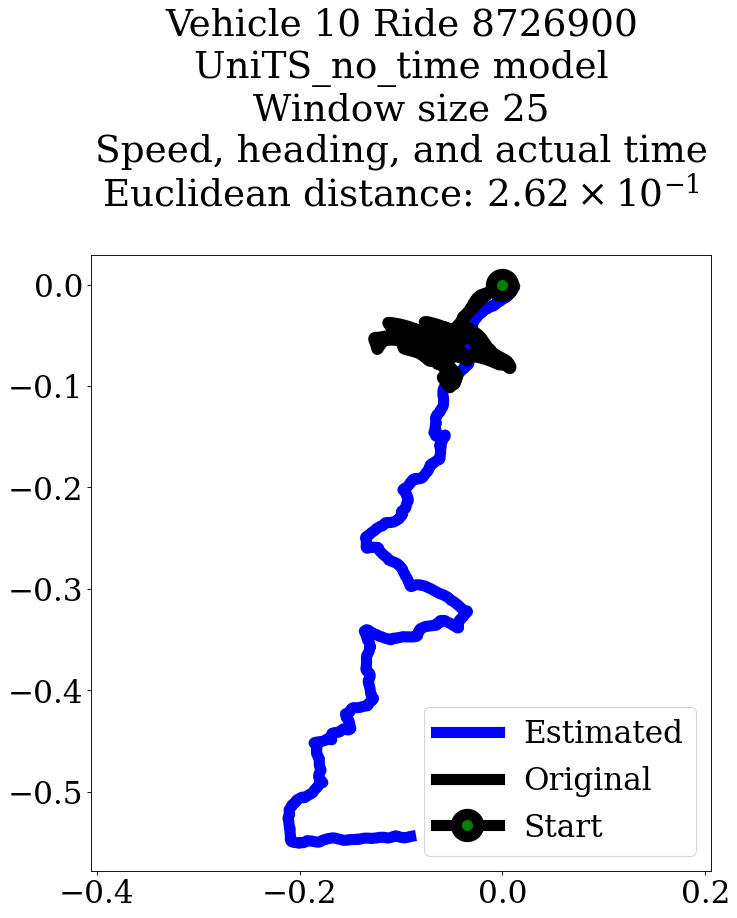 Vehicle 10 Ride 8726900
UniTS_no_time model
Window size 25
Speed, heading, and actual time
Euclidean distance: 2.62 × 10⁻¹
0.0
−0.1
−0.2
−0.3
−0.4
−0.5
Estimated
Original
Start
−0.4 −0.2 0.0 0.2